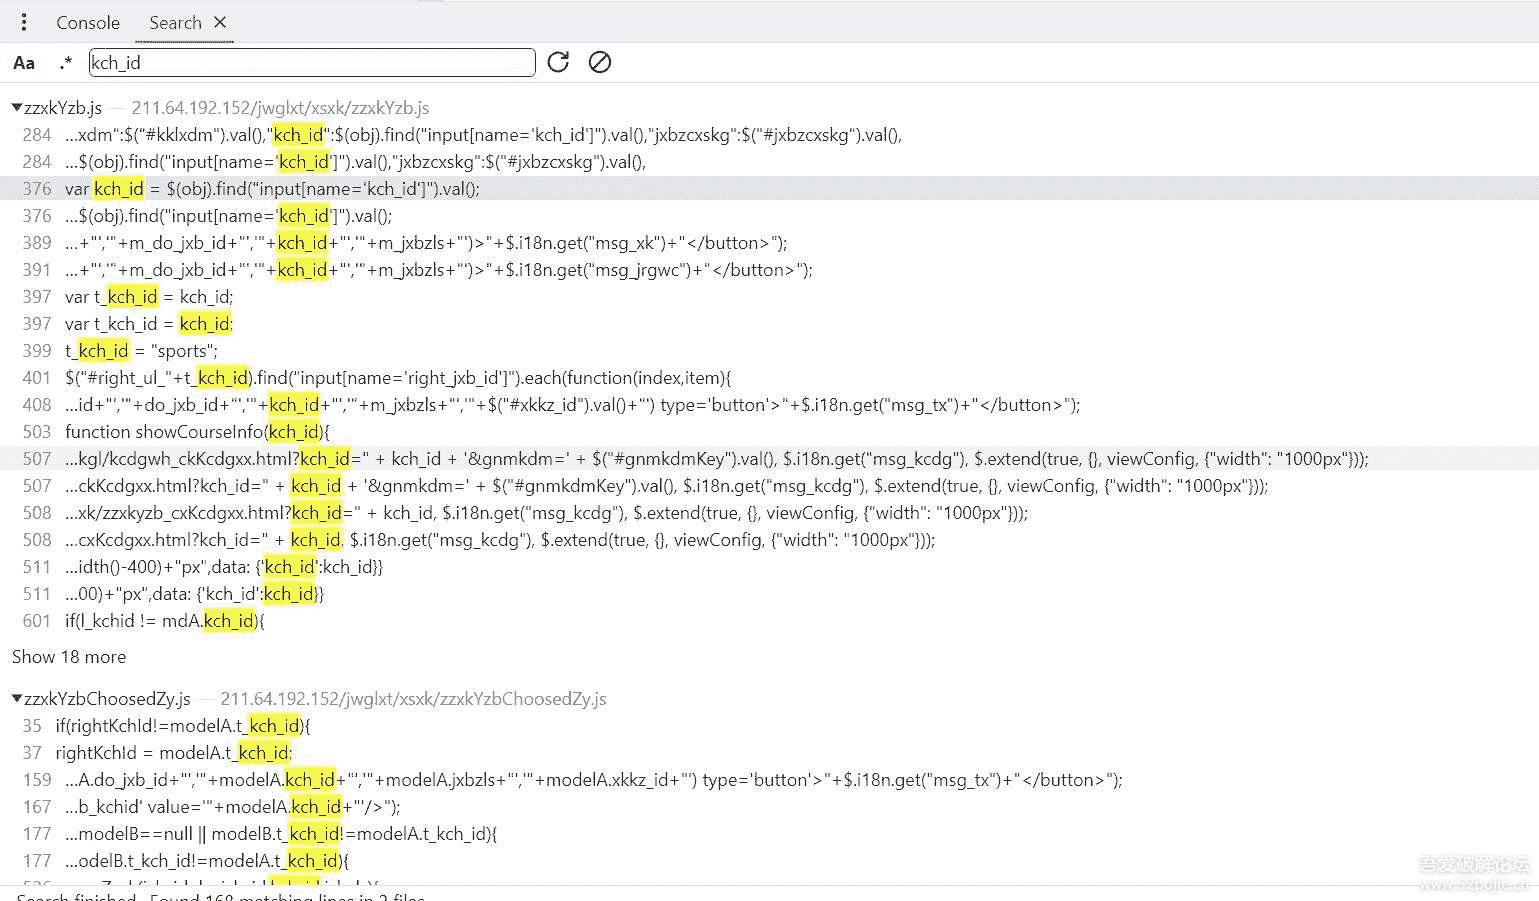 Console Search ×
Aa .* kch_id
▼zzxkYzb.js — 211.64.192.152/jwglxt/xsxk/zzxkYzb.js
284 ...xdm":$("#kklxdm").val(),"kch_id":$(obj).find("input[name='kch_id']").val(),"jxbzcxskg":$("#jxbzcxskg").val(),
284 ...$(obj).find("input[name='kch_id']").val(),"jxbzcxskg":$("#jxbzcxskg").val(),
376 var kch_id = $(obj).find("input[name='kch_id']").val();
376 ...$(obj).find("input[name='kch_id']").val();
389 ...+"','"+m_do_jxb_id+"','"+kch_id+"','"+m_jxbzls+"')>"+$.i18n.get("msg_xk")+"</button>");
391 ...+"','"+m_do_jxb_id+"','"+kch_id+"','"+m_jxbzls+"')>"+$.i18n.get("msg_jrgwc")+"</button>");
397 var t_kch_id = kch_id;
397 var t_kch_id = kch_id;
399 t_kch_id = "sports";
401 $("#right_ul_"+t_kch_id).find("input[name='right_jxb_id']").each(function(index,item){
408 ...id+"','"+do_jxb_id+"','"+kch_id+"','"+m_jxbzls+"','"+$("#xkkz_id").val()+"') type='button'>"+$.i18n.get("msg_tx")+"</button>");
503 function showCourseInfo(kch_id){
507 ...kgl/kcdgwh_ckKcdgxx.html?kch_id=" + kch_id + '&gnmkdm=' + $("#gnmkdmKey").val(), $.i18n.get("msg_kcdg"), $.extend(true, {}, viewConfig, {"width": "1000px"}));
507 ...ckKcdgxx.html?kch_id=" + kch_id + '&gnmkdm=' + $("#gnmkdmKey").val(), $.i18n.get("msg_kcdg"), $.extend(true, {}, viewConfig, {"width": "1000px"}));
508 ...xk/zzxkyzb_cxKcdgxx.html?kch_id=" + kch_id, $.i18n.get("msg_kcdg"), $.extend(true, {}, viewConfig, {"width": "1000px"}));
508 ...cxKcdgxx.html?kch_id=" + kch_id, $.i18n.get("msg_kcdg"), $.extend(true, {}, viewConfig, {"width": "1000px"}));
511 ...idth()-400)+"px",data: {'kch_id':kch_id}}
511 ...00)+"px",data: {'kch_id':kch_id}}
601 if(l_kchid != mdA.kch_id){
Show 18 more
▼zzxkYzbChoosedZy.js — 211.64.192.152/jwglxt/xsxk/zzxkYzbChoosedZy.js
35 if(rightKchId!=modelA.t_kch_id){
37 rightKchId = modelA.t_kch_id;
159 ...A.do_jxb_id+"','"+modelA.kch_id+"','"+modelA.jxbzls+"','"+modelA.xkkz_id+"') type='button'>"+$.i18n.get("msg_tx")+"</button>");
167 ...b_kchid' value='"+modelA.kch_id+"'/>");
177 ...modelB==null || modelB.t_kch_id!=modelA.t_kch_id){
177 ...odelB.t_kch_id!=modelA.t_kch_id){
Search finished. Found 168 matching lines in 2 files.
吾爱破解论坛
www.52pojie.cn